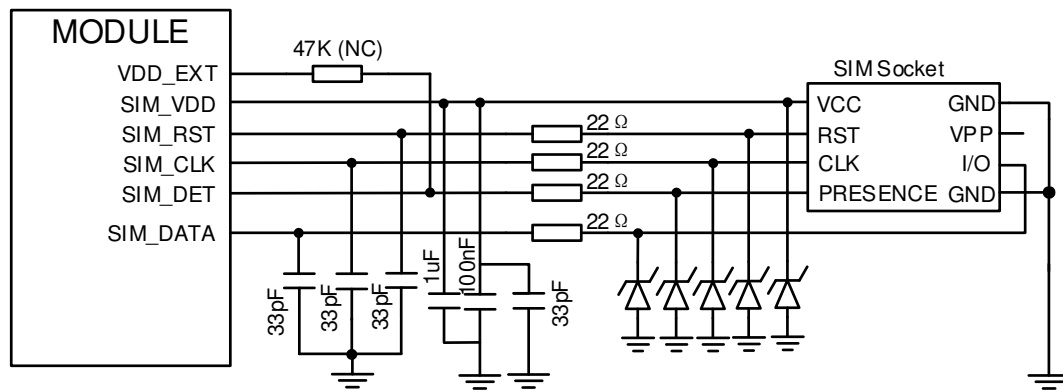 MODULE
47K (NC)
SIM Socket
VDD_EXT
SIM_VDD
VCC
GND
SIM_RST
22 Ω
RST
VPP
SIM_CLK
22 Ω
CLK
I/O
SIM_DET
22 Ω
PRESENCE
GND
SIM_DATA
22 Ω
33pF
33pF
33pF
1uF
100nF
33pF